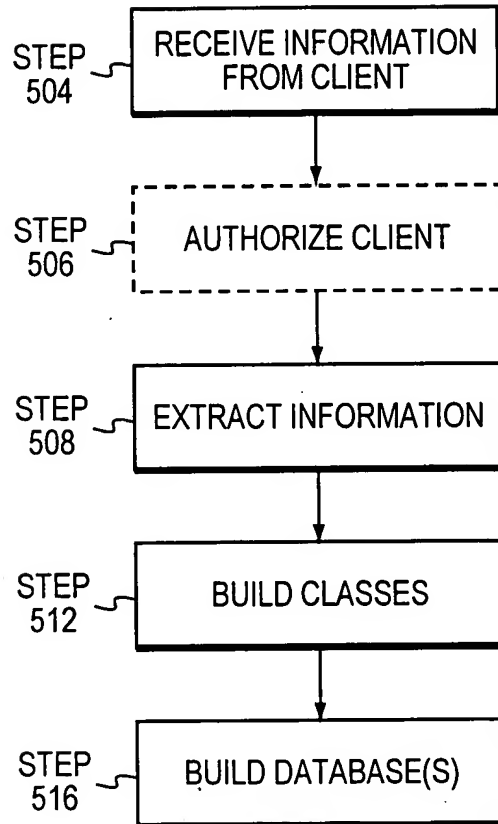 STEP
504
RECEIVE INFORMATION
FROM CLIENT
STEP
506
AUTHORIZE CLIENT
STEP
508
EXTRACT INFORMATION
STEP
512
BUILD CLASSES
STEP
516
BUILD DATABASE(S)